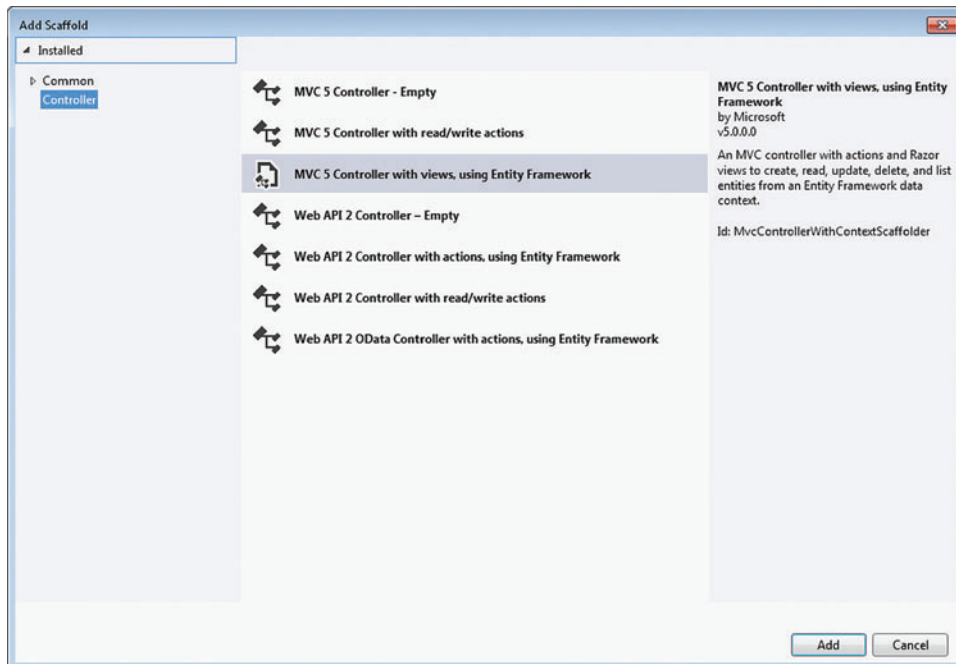 Add Scaffold
Installed
Common
Controller
MVC 5 Controller - Empty
MVC 5 Controller with read/write actions
MVC 5 Controller with views, using Entity Framework
Web API 2 Controller – Empty
Web API 2 Controller with actions, using Entity Framework
Web API 2 Controller with read/write actions
Web API 2 OData Controller with actions, using Entity Framework
MVC 5 Controller with views, using Entity
Framework
by Microsoft
v5.0.0.0
An MVC controller with actions and Razor
views to create, read, update, delete, and list
entities from an Entity Framework data
context.
Id: MvcControllerWithContextScaffolder
Add
Cancel